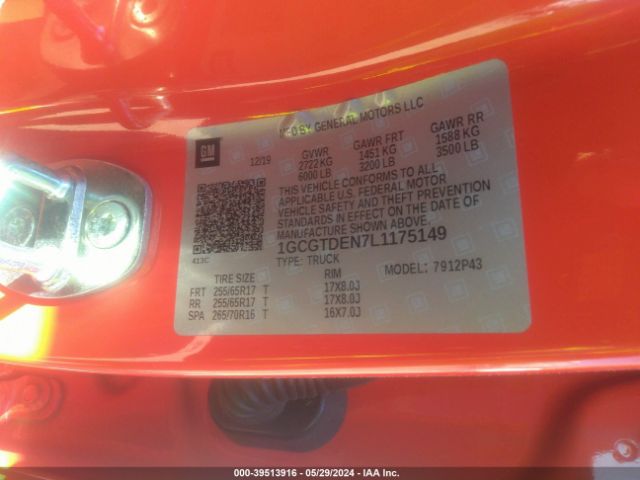 MFD BY GENERAL MOTORS LLC
GM
12/19 GVWR GAWR FRT GAWR RR
2722 KG 1451 KG 1588 KG
6000 LB 3200 LB 3500 LB
THIS VEHICLE CONFORMS TO ALL
APPLICABLE U.S. FEDERAL MOTOR
VEHICLE SAFETY AND THEFT PREVENTION
STANDARDS IN EFFECT ON THE DATE OF
MANUFACTURE SHOWN ABOVE.
1GCGTDEN7L1175149
413C
TYPE: TRUCK MODEL: 7912P43
TIRE SIZE RIM
FRT 255/65R17 T 17X8.0J
RR 255/65R17 T 17X8.0J
SPA 265/70R16 T 16X7.0J
000-39513916 - 05/29/2024 - IAA Inc.